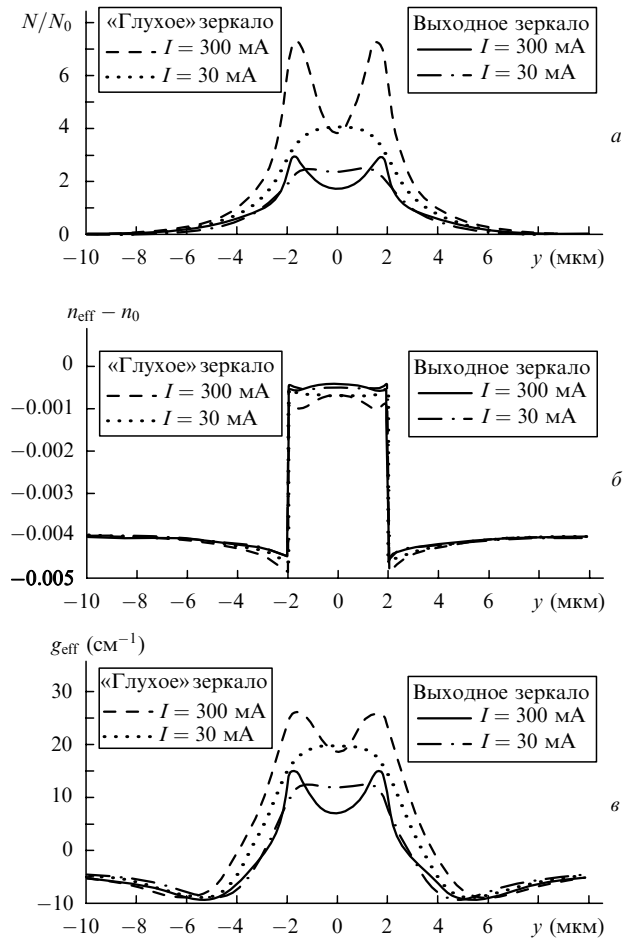 N/N₀
«Глухое» зеркало
I = 300 мА
I = 30 мА
Выходное зеркало
I = 300 мА
I = 30 мА
6
4
2
0
а
−10 −8 −6 −4 −2 0 2 4 6 y (мкм)
n_eff − n₀
0
−0.001
−0.002
−0.003
−0.004
−0.005
«Глухое» зеркало
I = 300 мА
I = 30 мА
Выходное зеркало
I = 300 мА
I = 30 мА
б
−10 −8 −6 −4 −2 0 2 4 6 y (мкм)
g_eff (см⁻¹)
«Глухое» зеркало
I = 300 мА
I = 30 мА
Выходное зеркало
I = 300 мА
I = 30 мА
30
20
10
0
−10
в
−10 −8 −6 −4 −2 0 2 4 6 y (мкм)